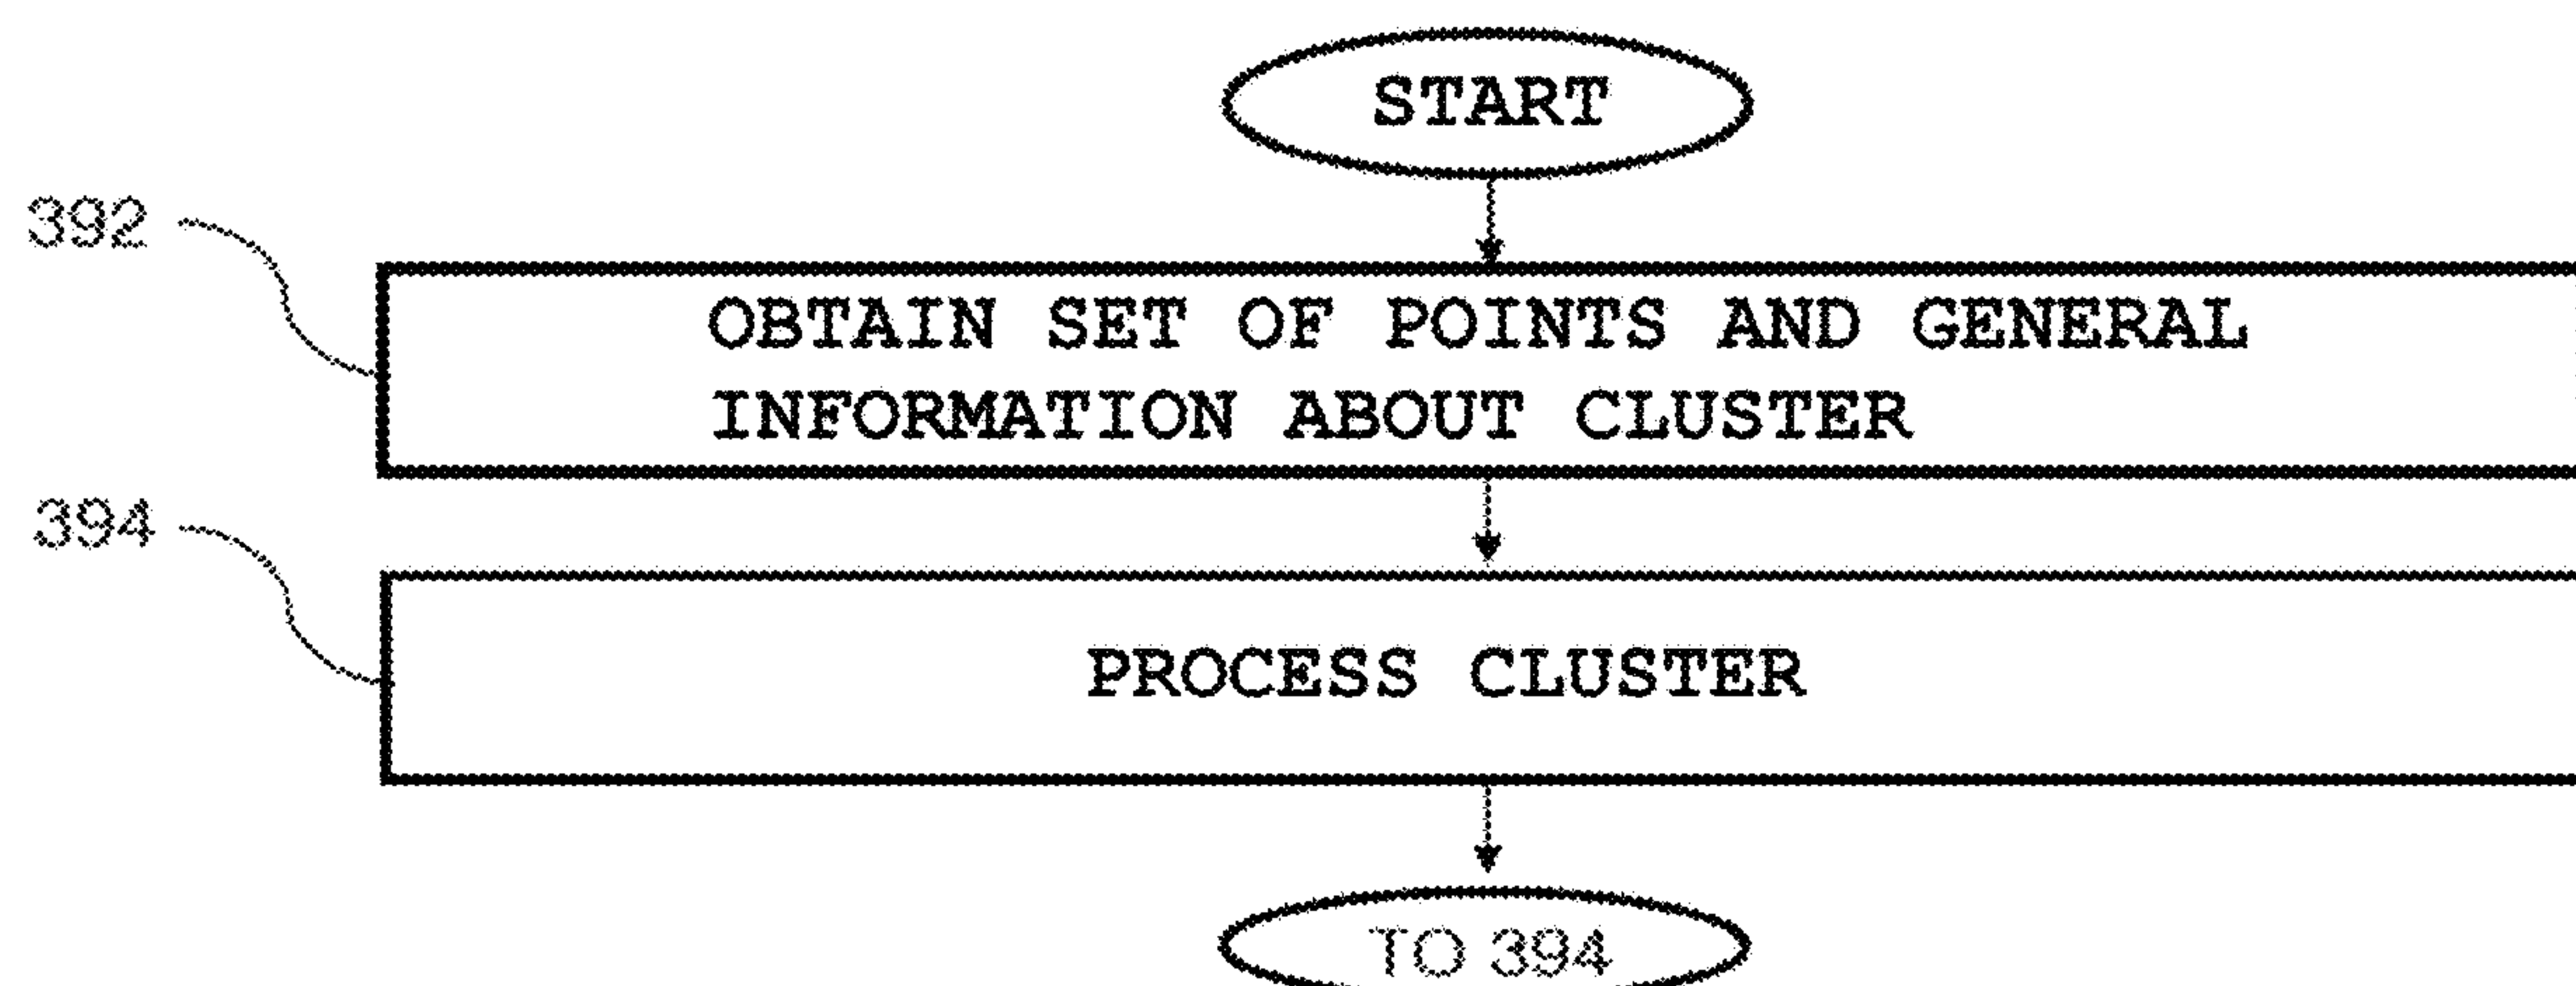 START
392
OBTAIN SET OF POINTS AND GENERAL
INFORMATION ABOUT CLUSTER
394
PROCESS CLUSTER
TO 394